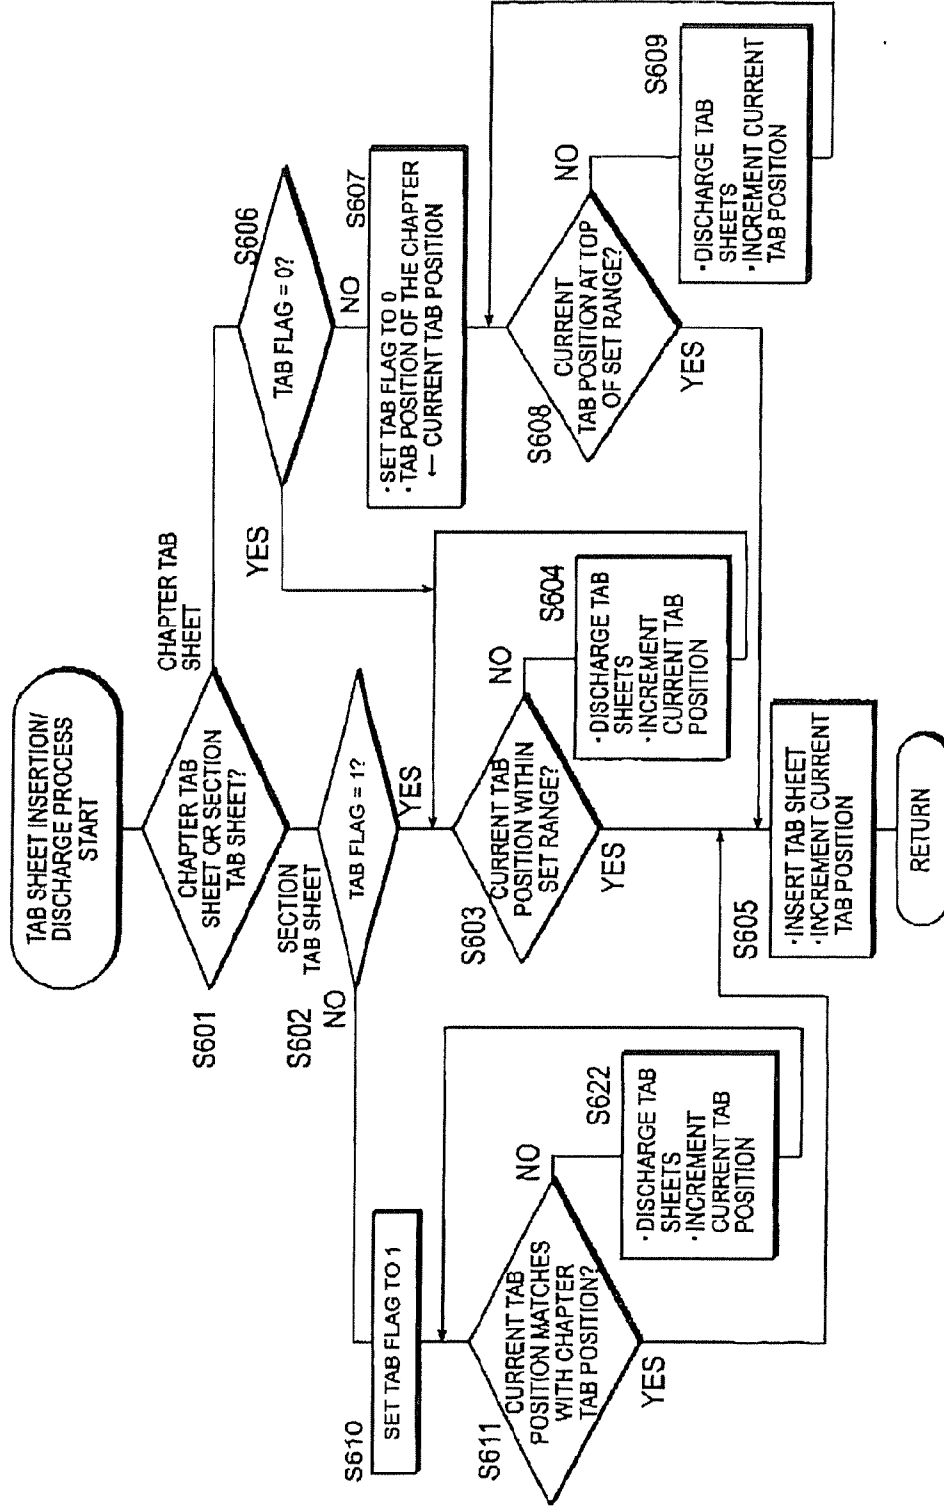 TAB SHEET INSERTION/
DISCHARGE PROCESS
START
S601
CHAPTER TAB
SHEET OR SECTION
TAB SHEET?
CHAPTER TAB
SHEET
SECTION
TAB SHEET
S602
TAB FLAG = 1?
NO
YES
S603
CURRENT TAB
POSITION WITHIN
SET RANGE?
NO
YES
S604
·DISCHARGE TAB
SHEETS
·INCREMENT
CURRENT TAB
POSITION
S605
·INSERT TAB SHEET
·INCREMENT CURRENT
TAB POSITION
RETURN
S606
TAB FLAG = 0?
YES
NO
S607
·SET TAB FLAG TO 0
·TAB POSITION OF THE CHAPTER
← CURRENT TAB POSITION
S608
CURRENT
TAB POSITION AT TOP
OF SET RANGE?
NO
YES
S609
·DISCHARGE TAB
SHEETS
·INCREMENT CURRENT
TAB POSITION
S610
SET TAB FLAG TO 1
S611
CURRENT TAB
POSITION MATCHES
WITH CHAPTER
TAB POSITION?
NO
YES
S622
·DISCHARGE TAB
SHEETS
·INCREMENT
CURRENT TAB
POSITION